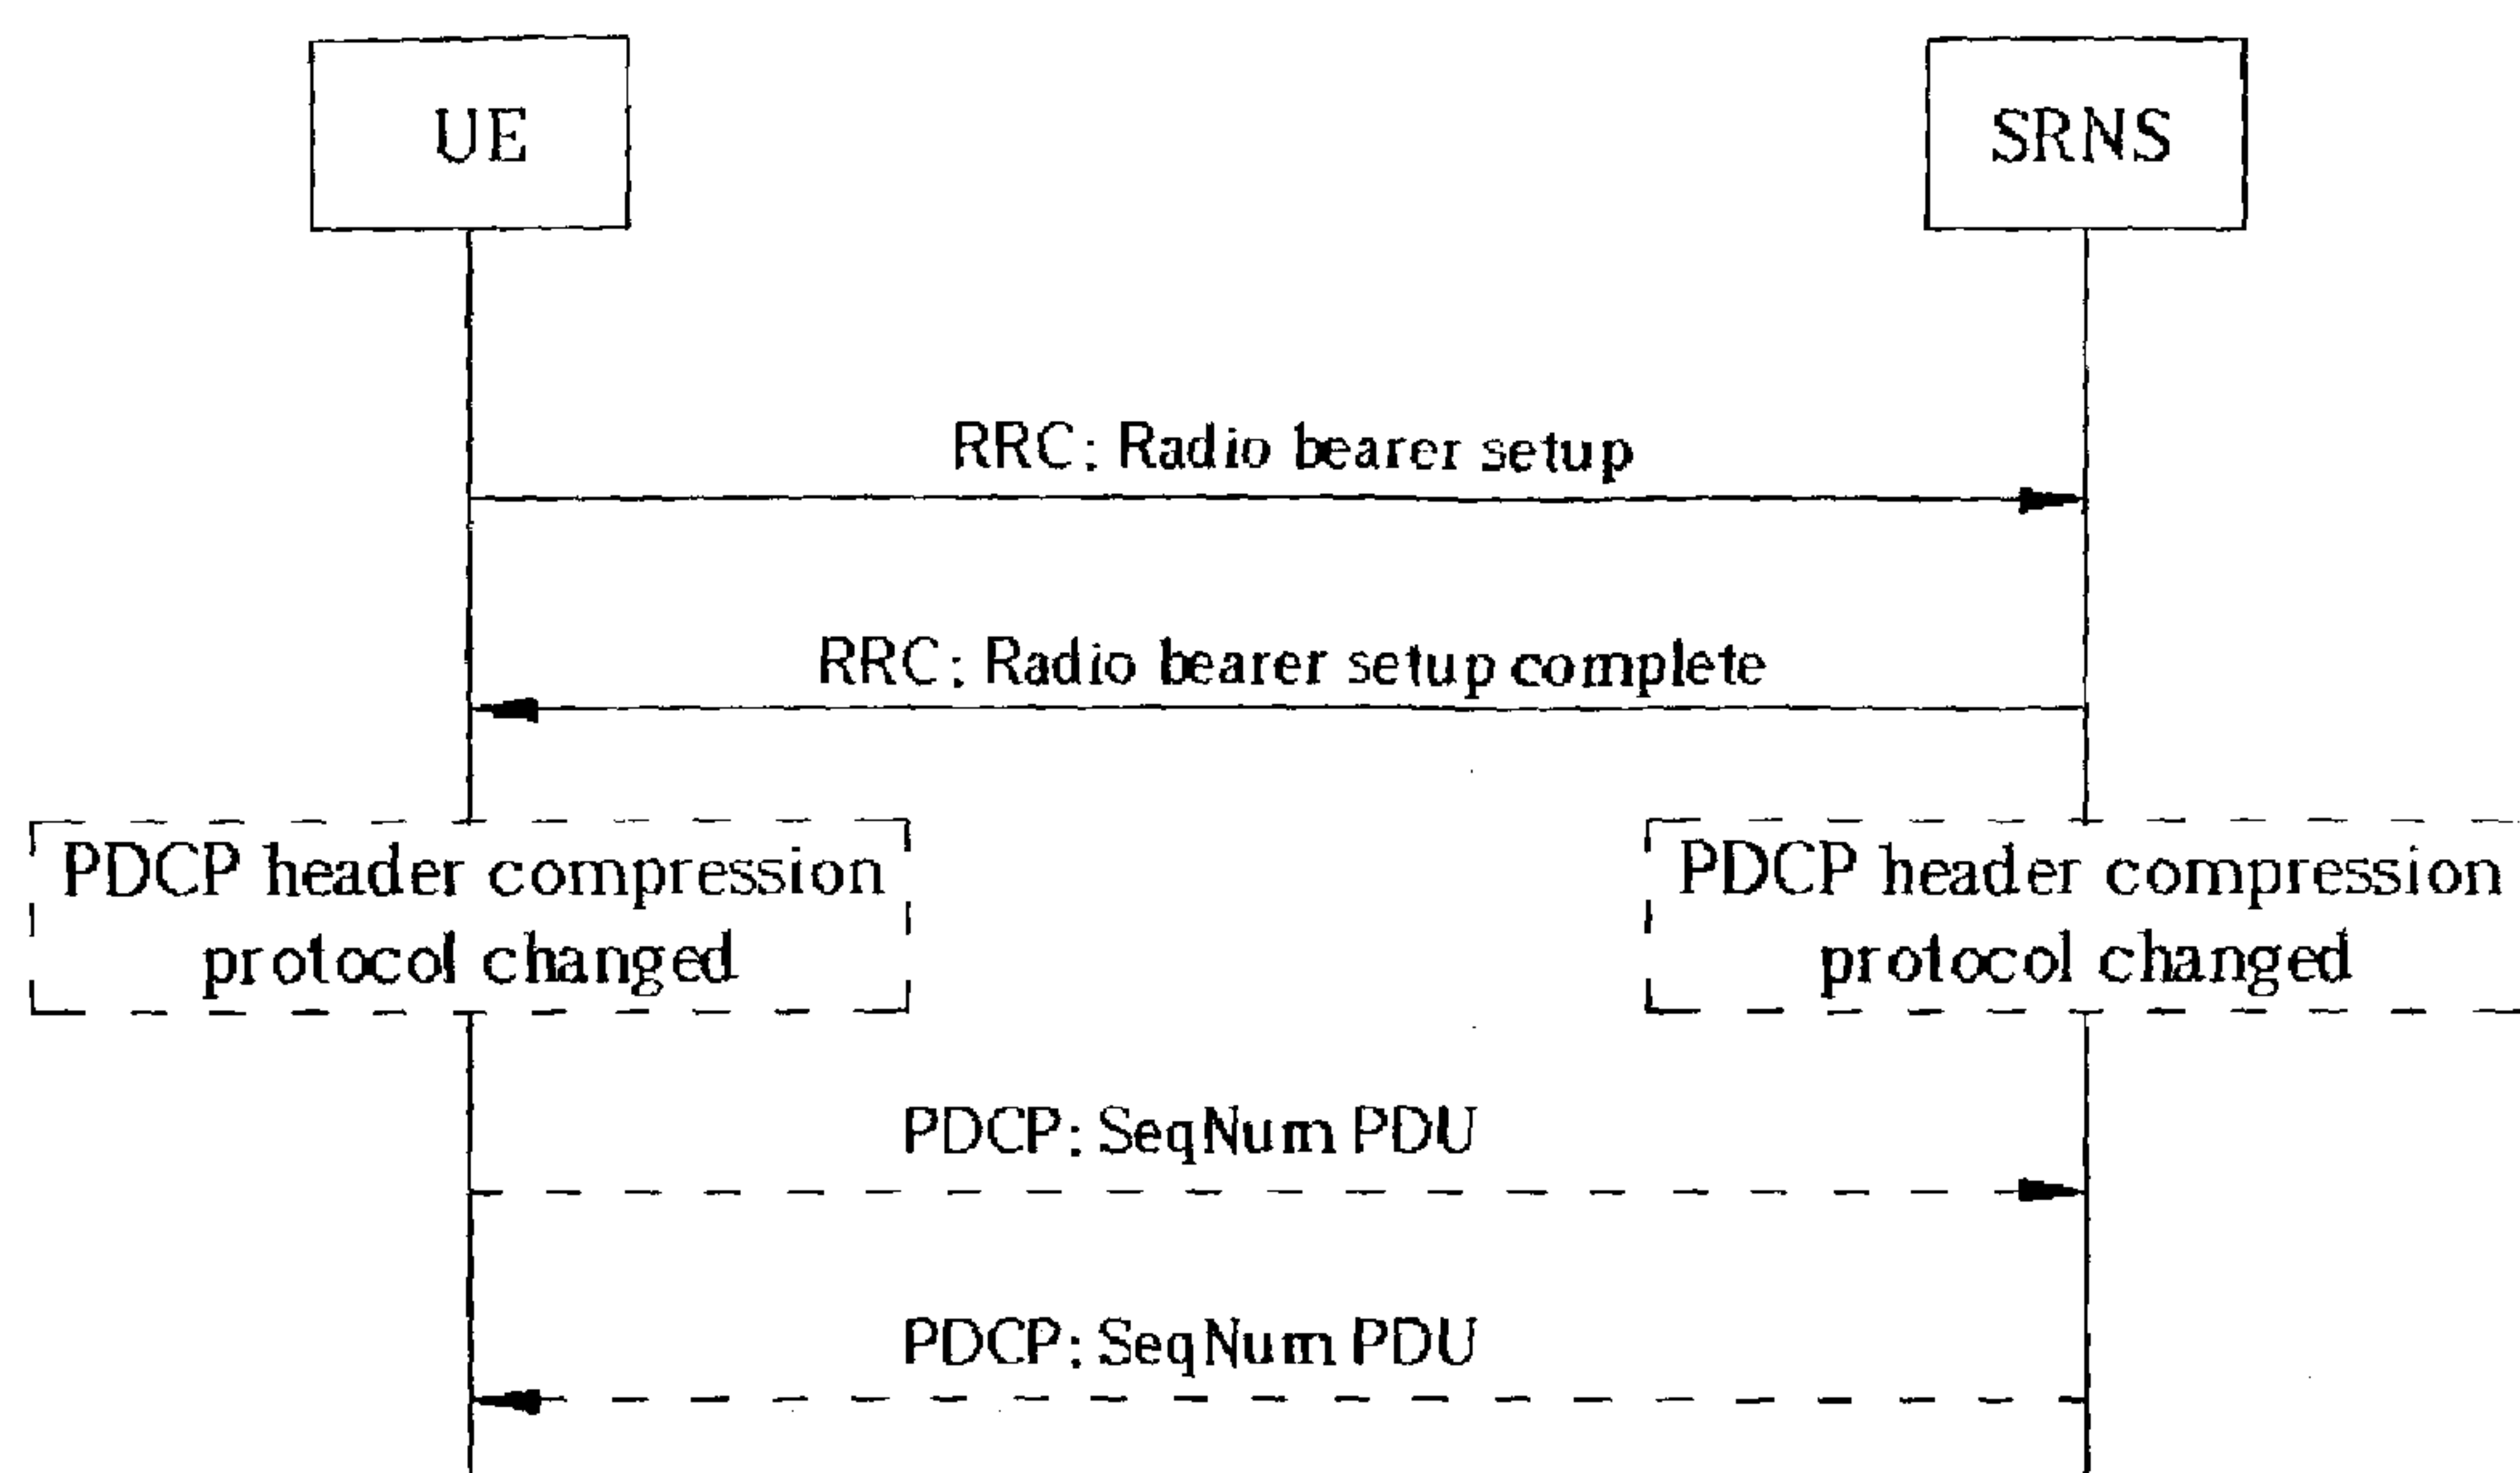 UE
SRNS
RRC: Radio bearer setup
RRC: Radio bearer setup complete
PDCP header compression
protocol changed
PDCP header compression
protocol changed
PDCP: SeqNum PDU
PDCP: SeqNum PDU